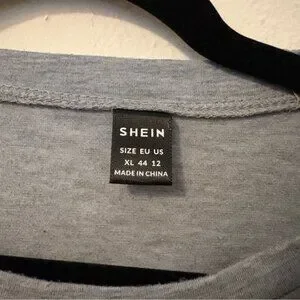 SHEIN
SIZE EU US
XL 44 12
MADE IN CHINA